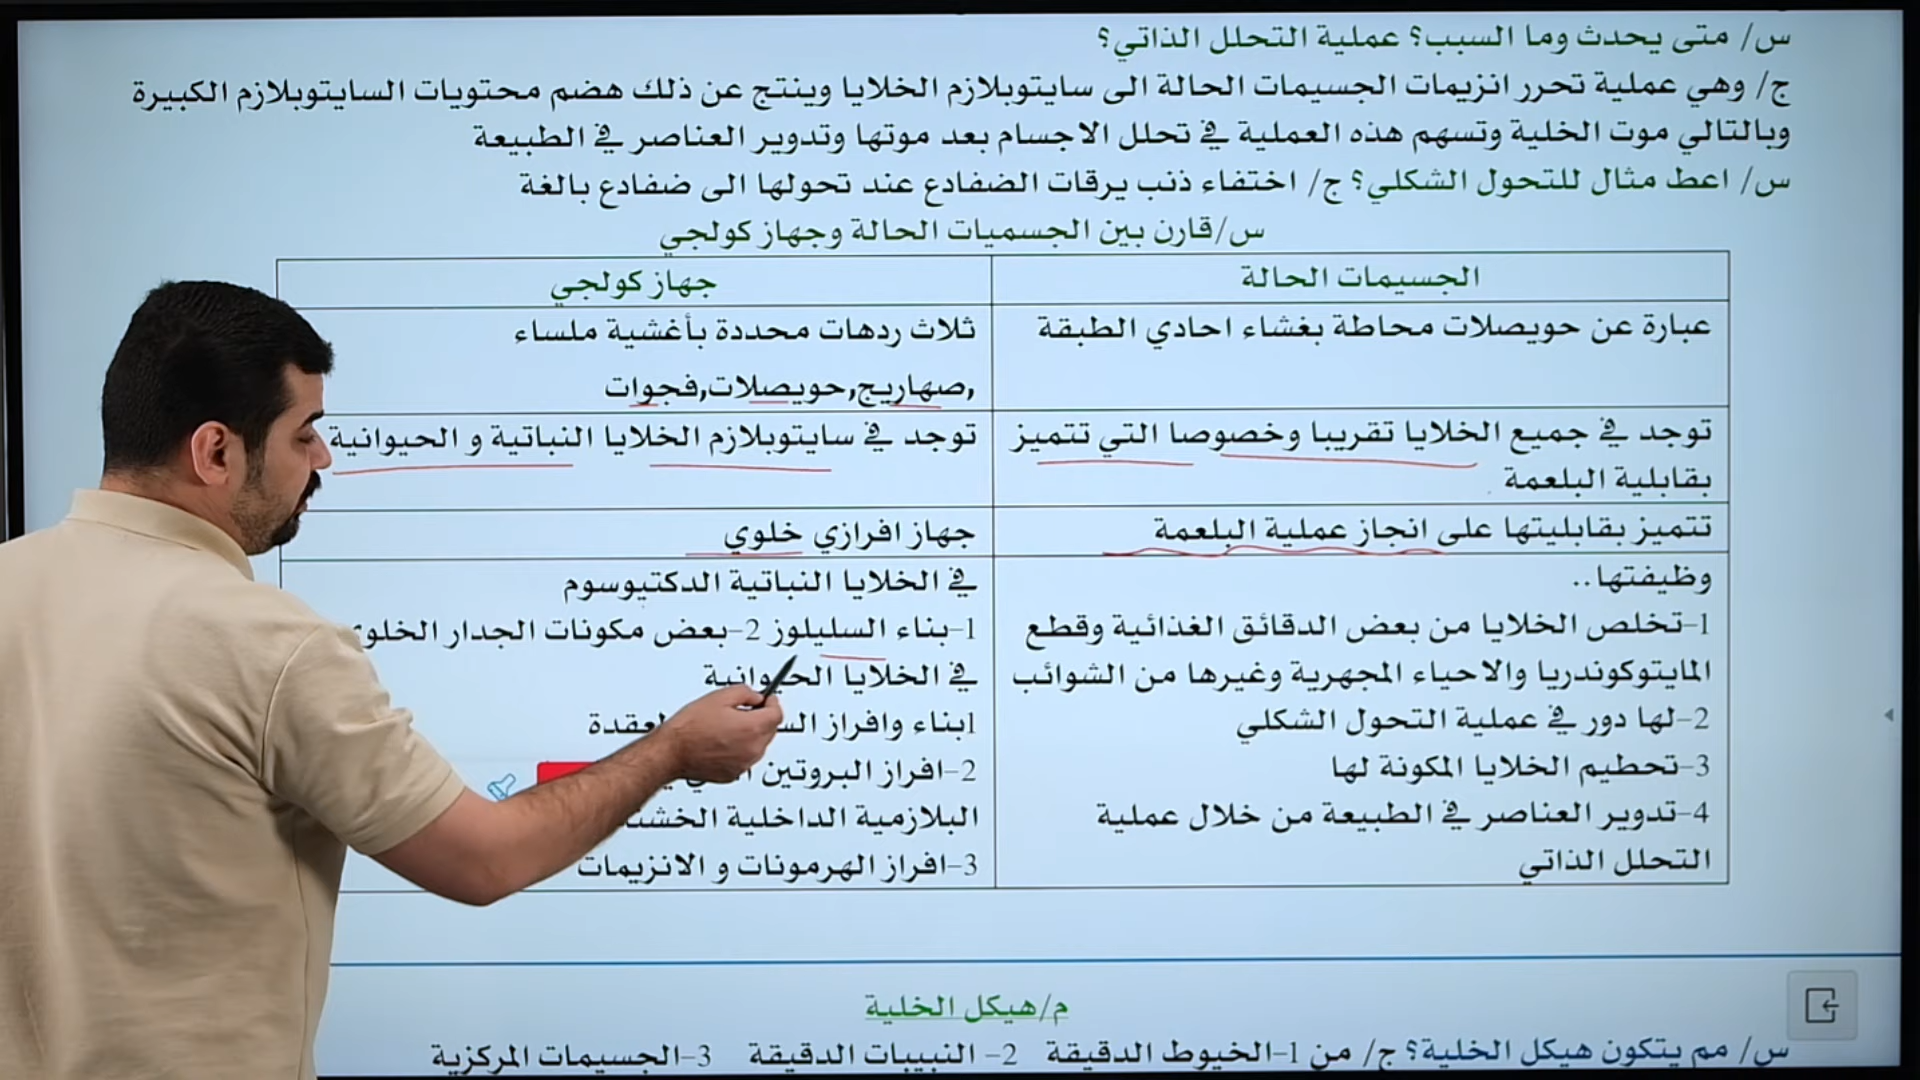 س/ متى يحدث وما السبب؟ عملية التحلل الذاتي؟
ج/ وهي عملية تحرر انزيمات الجسيمات الحالة الى سايتوبلازم الخلايا وينتج عن ذلك هضم محتويات السايتوبلازم الكبيرة
وبالتالي موت الخلية وتسهم هذه العملية في تحلل الاجسام بعد موتها وتدوير العناصر في الطبيعة
س/ اعط مثال للتحول الشكلي؟ ج/ اختفاء ذنب يرقات الضفادع عند تحولها الى ضفادع بالغة
س/قارن بين الجسميات الحالة وجهاز كولجي
الجسيمات الحالة
جهاز كولجي
عبارة عن حويصلات محاطة بغشاء احادي الطبقة
ثلاث ردهات محددة بأغشية ملساء
,صهاريج,حويصلات,فجوات
توجد في جميع الخلايا تقريبا وخصوصا التي تتميز
بقابلية البلعمة
توجد في سايتوبلازم الخلايا النباتية و الحيوانية
تتميز بقابليتها على انجاز عملية البلعمة
جهاز افرازي خلوي
وظيفتها..
1-تخلص الخلايا من بعض الدقائق الغذائية وقطع
المايتوكوندريا والاحياء المجهرية وغيرها من الشوائب
2-لها دور في عملية التحول الشكلي
3-تحطيم الخلايا المكونة لها
4-تدوير العناصر في الطبيعة من خلال عملية
التحلل الذاتي
في الخلايا النباتية الدكتيوسوم
1-بناء السليلوز 2-بعض مكونات الجدار الخلوي
في الخلايا الحيوانية
1بناء وافراز
2-افراز البروتين
البلازمية الداخلية
3-افراز الهرمونات و الانزيمات
م/هيكل الخلية
س/ مم يتكون هيكل الخلية؟ ج/ من 1-الخيوط الدقيقة 2- النبيبات الدقيقة 3-الجسيمات المركزية